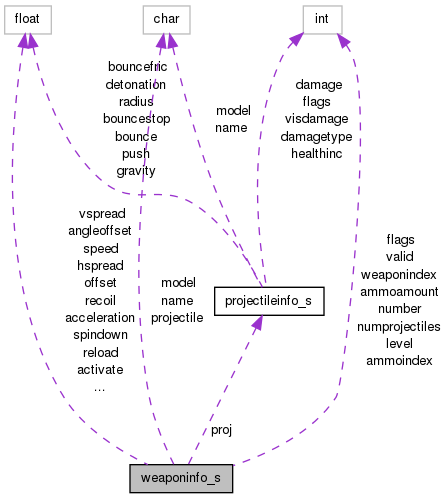 float
char
int
bouncefric
detonation
radius
bouncestop
bounce
push
gravity
model
name
damage
flags
visdamage
damagetype
healthinc
vspread
angleoffset
speed
hspread
offset
recoil
acceleration
spindown
reload
activate
...
model
name
projectile
projectileinfo_s
flags
valid
weaponindex
ammoamount
number
numprojectiles
level
ammoindex
proj
weaponinfo_s